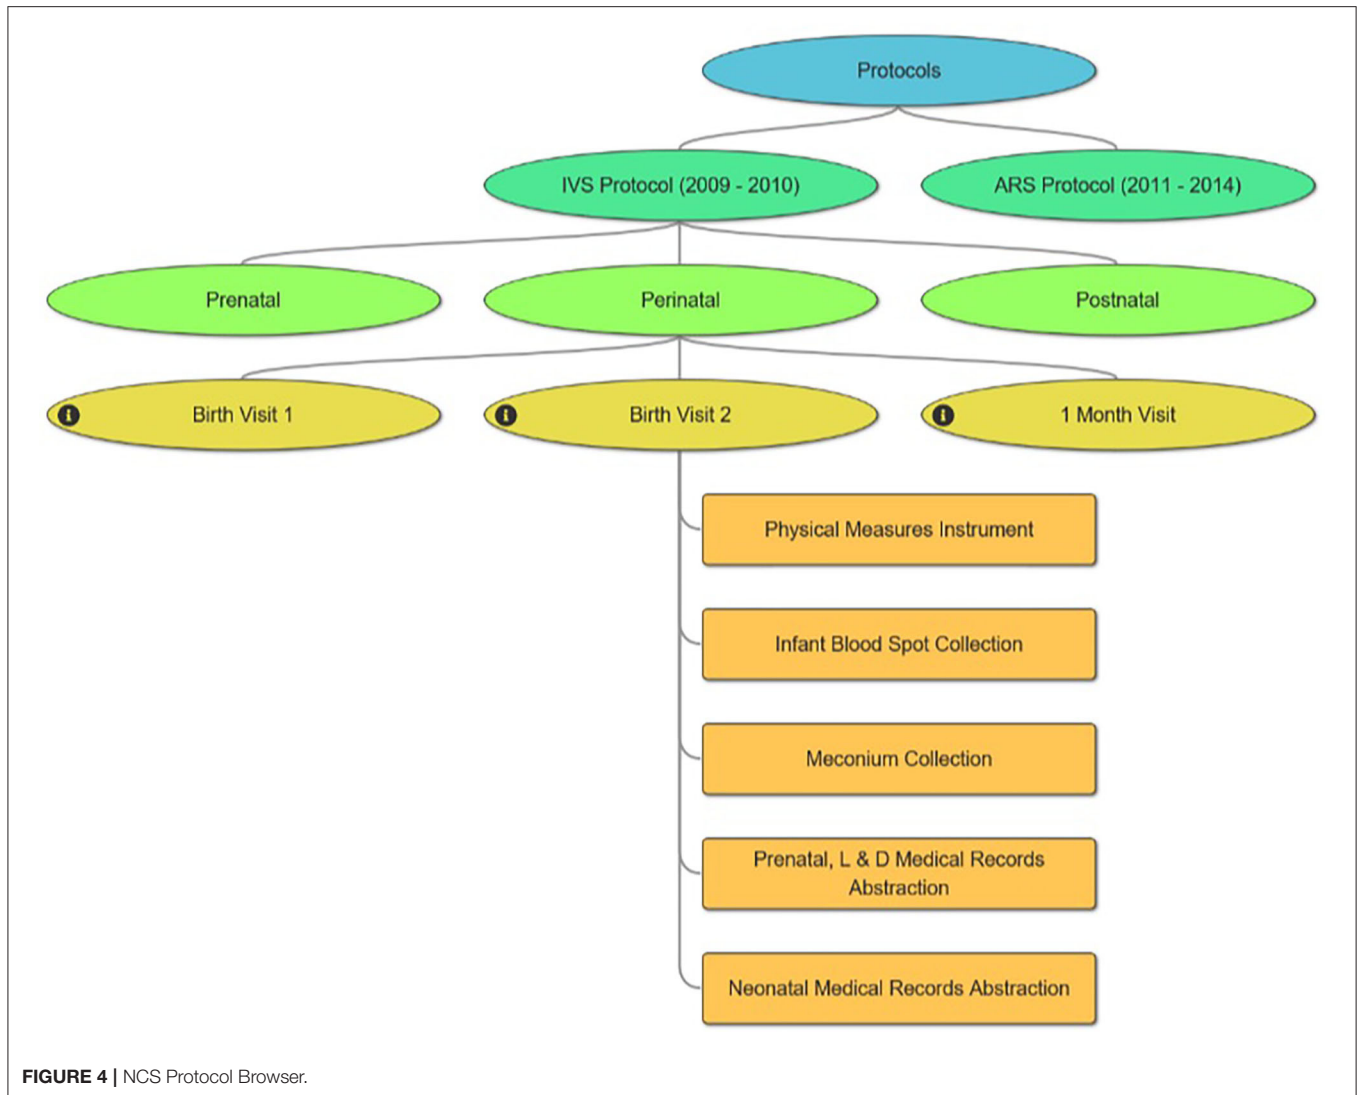 Protocols
IVS Protocol (2009 - 2010)
ARS Protocol (2011 - 2014)
Prenatal
Perinatal
Postnatal
Birth Visit 1
Birth Visit 2
1 Month Visit
Physical Measures Instrument
Infant Blood Spot Collection
Meconium Collection
Prenatal, L & D Medical Records
Abstraction
Neonatal Medical Records Abstraction
FIGURE 4 | NCS Protocol Browser.